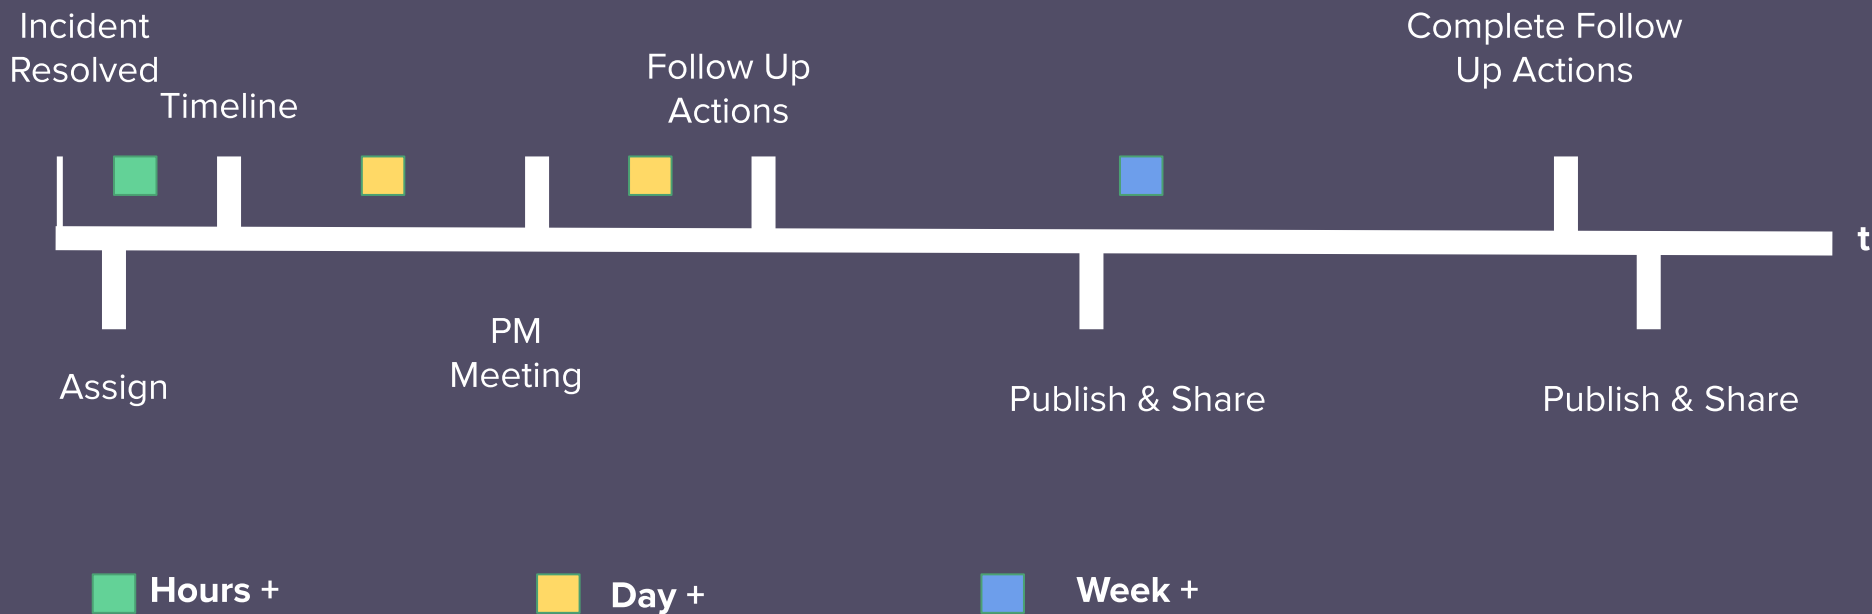 Incident
Resolved
Timeline
Follow Up
Actions
Complete Follow
Up Actions
t
Assign
PM
Meeting
Publish & Share
Publish & Share
Hours +
Day +
Week +